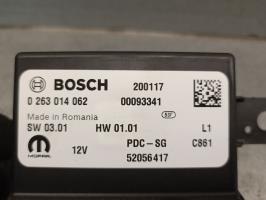 BOSCH 200117
0 263 014 062 00093341
Made in Romania
SW 03.01 HW 01.01 L1
mopar 12V PDC-SG C861
52056417